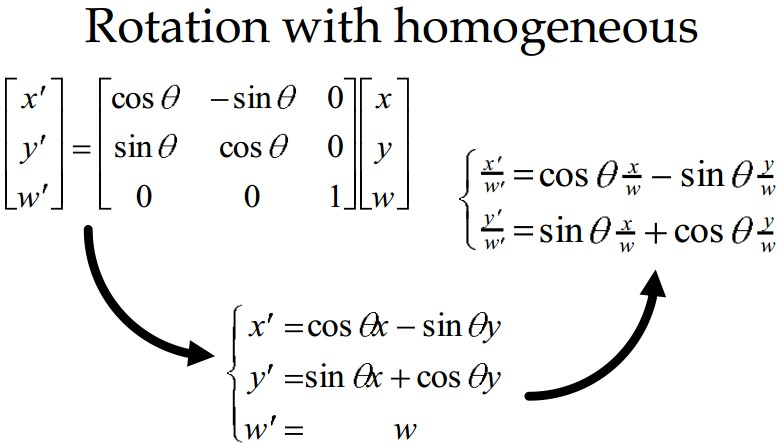 Rotation with homogeneous
[x′ y′ w′] = [cos θ −sin θ 0; sin θ cos θ 0; 0 0 1] [x y w]
x′/w′ = cos θ x/w − sin θ y/w
y′/w′ = sin θ x/w + cos θ y/w
x′ = cos θx − sin θy
y′ = sin θx + cos θy
w′ = w